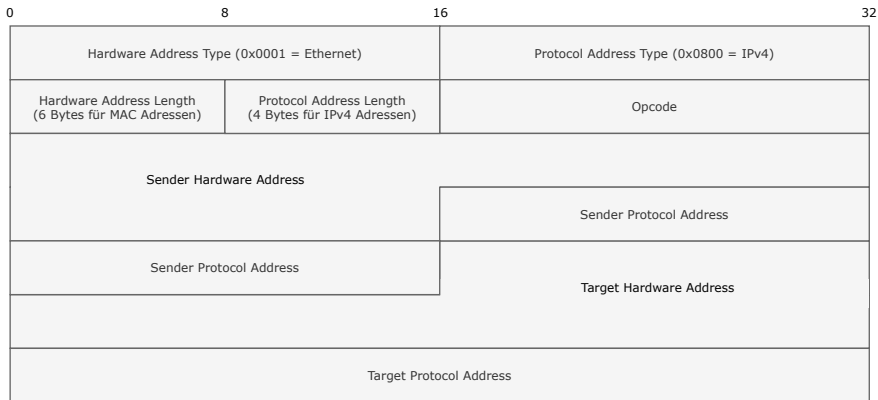 0 8 16 32
Hardware Address Type (0x0001 = Ethernet) Protocol Address Type (0x0800 = IPv4)
Hardware Address Length
(6 Bytes für MAC Adressen)
Protocol Address Length
(4 Bytes für IPv4 Adressen)
Opcode
Sender Hardware Address
Sender Protocol Address
Sender Protocol Address
Target Hardware Address
Target Protocol Address